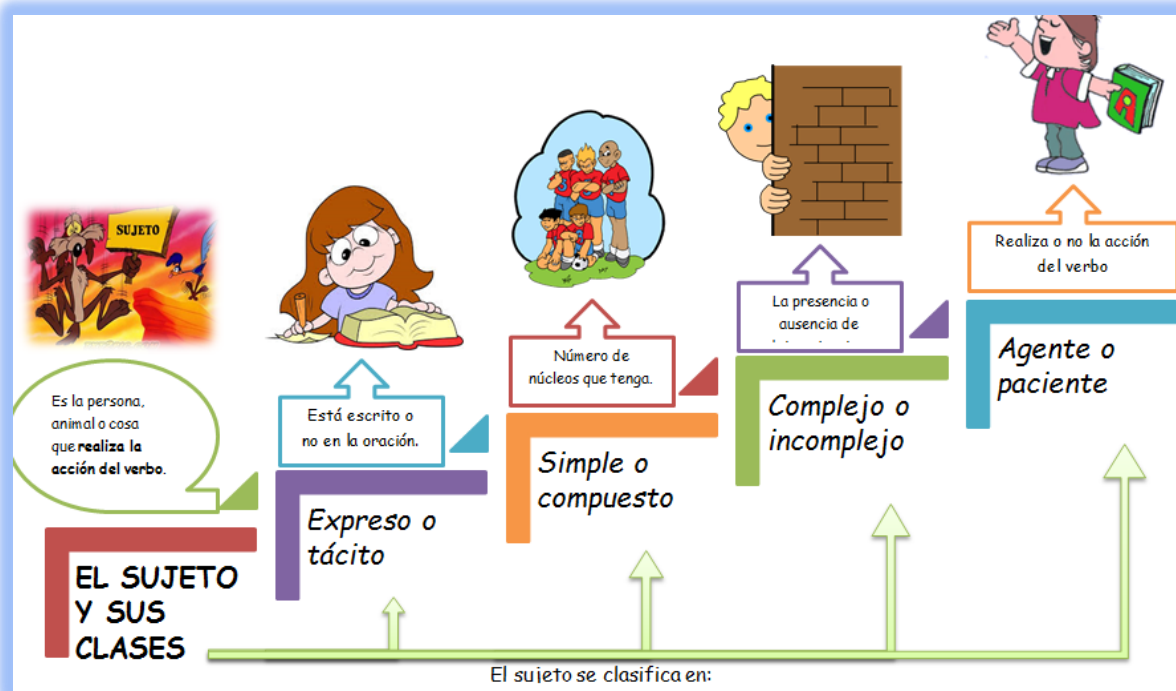 SUJETO
Es la persona,
animal o cosa
que realiza la
acción del verbo.
EL SUJETO
Y SUS
CLASES
Está escrito o
no en la oración.
Expreso o
tácito
Número de
núcleos que tenga.
Simple o
compuesto
La presencia o
ausencia de
Complejo o
incomplejo
Realiza o no la acción
del verbo
Agente o
paciente
El sujeto se clasifica en: